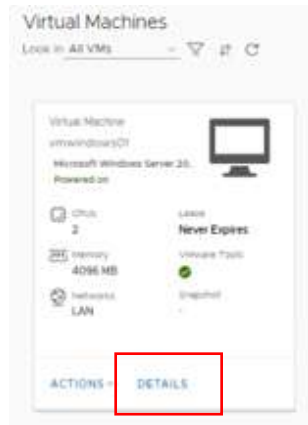 Virtual Machines
Look in All VMs
Virtual Machine
vmwindows01
Microsoft Windows Server 20..
Powered on
CPUs
2
Lease
Never Expires
Memory
4096 MB
VMware Tools
Networks
LAN
Snapshot
-
ACTIONS
DETAILS